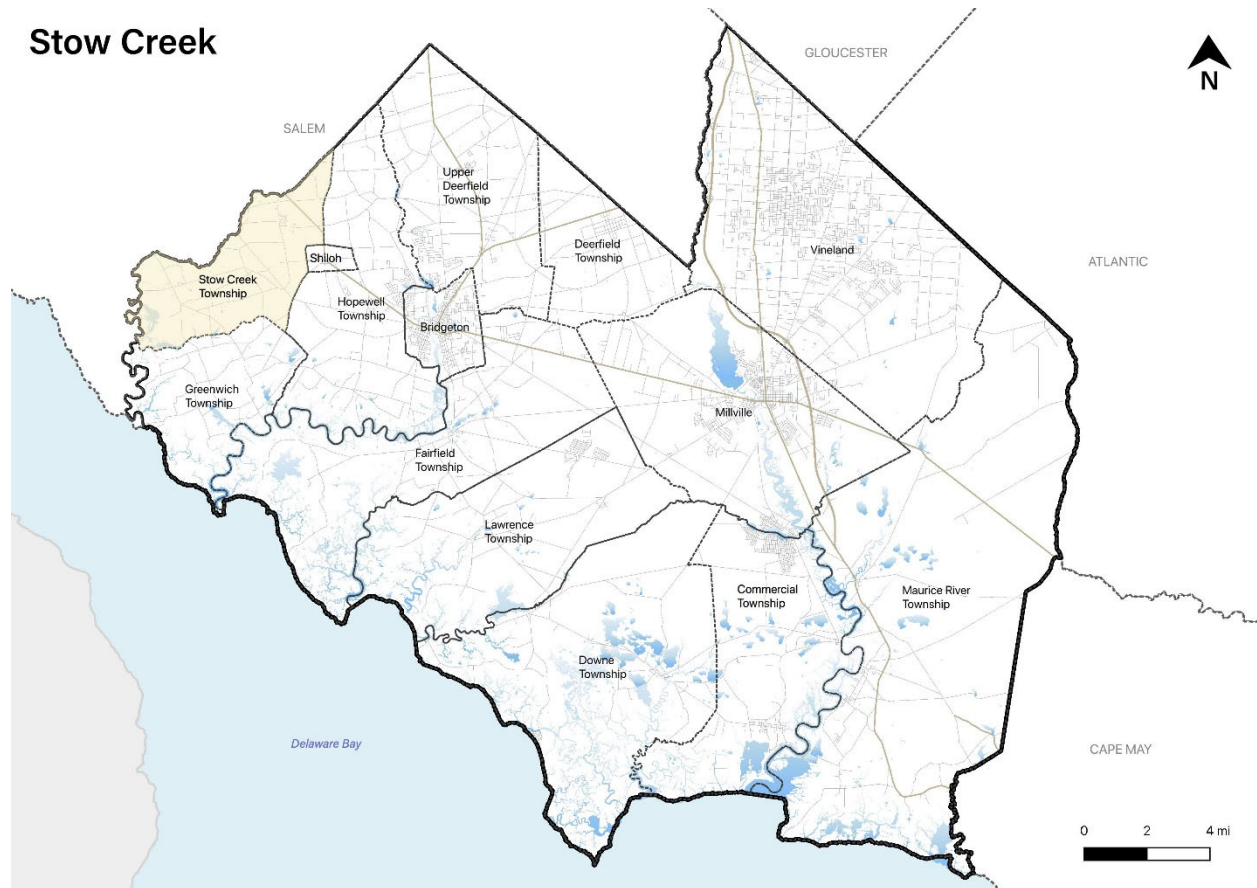 Stow Creek
GLOUCESTER
N
SALEM
Upper
Deerfield
Township
Deerfield
Township
Vineland
ATLANTIC
Shiloh
Stow Creek
Township
Hopewell
Township
Bridgeton
Greenwich
Township
Millville
Fairfield
Township
Lawrence
Township
Commercial
Township
Maurice River
Township
Downe
Township
Delaware Bay
CAPE MAY
0 2 4 mi